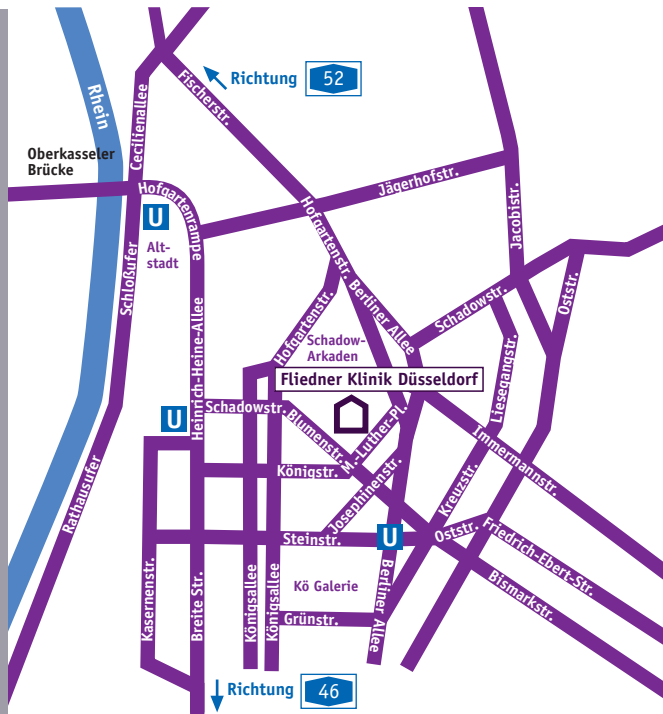 Richtung 52
Rhein
Fischerstr.
Cecilienallee
Oberkasseler
Brücke
Hofgartenrampe
Jägerhofstr.
Hofgartenstr.
Jacobistr.
U
Alt-
stadt
Schloßufer
Heinrich-Heine-Allee
Berliner Allee
Schadowstr.
Oststr.
Hofgartenstr.
Schadow-
Arkaden
Fliedner Klinik Düsseldorf
Liesegangstr.
Schadowstr.
U
Blumenstr.
M.-Luther-Pl.
Immermannstr.
Königstr.
Josephinenstr.
Kreuzstr.
Rathausufer
Steinstr.
U
Oststr.
Friedrich-Ebert-Str.
Bismarkstr.
Kasernenstr.
Breite Str.
Königsallee
Königsallee
Kö Galerie
Berliner Allee
Grünstr.
Richtung 46